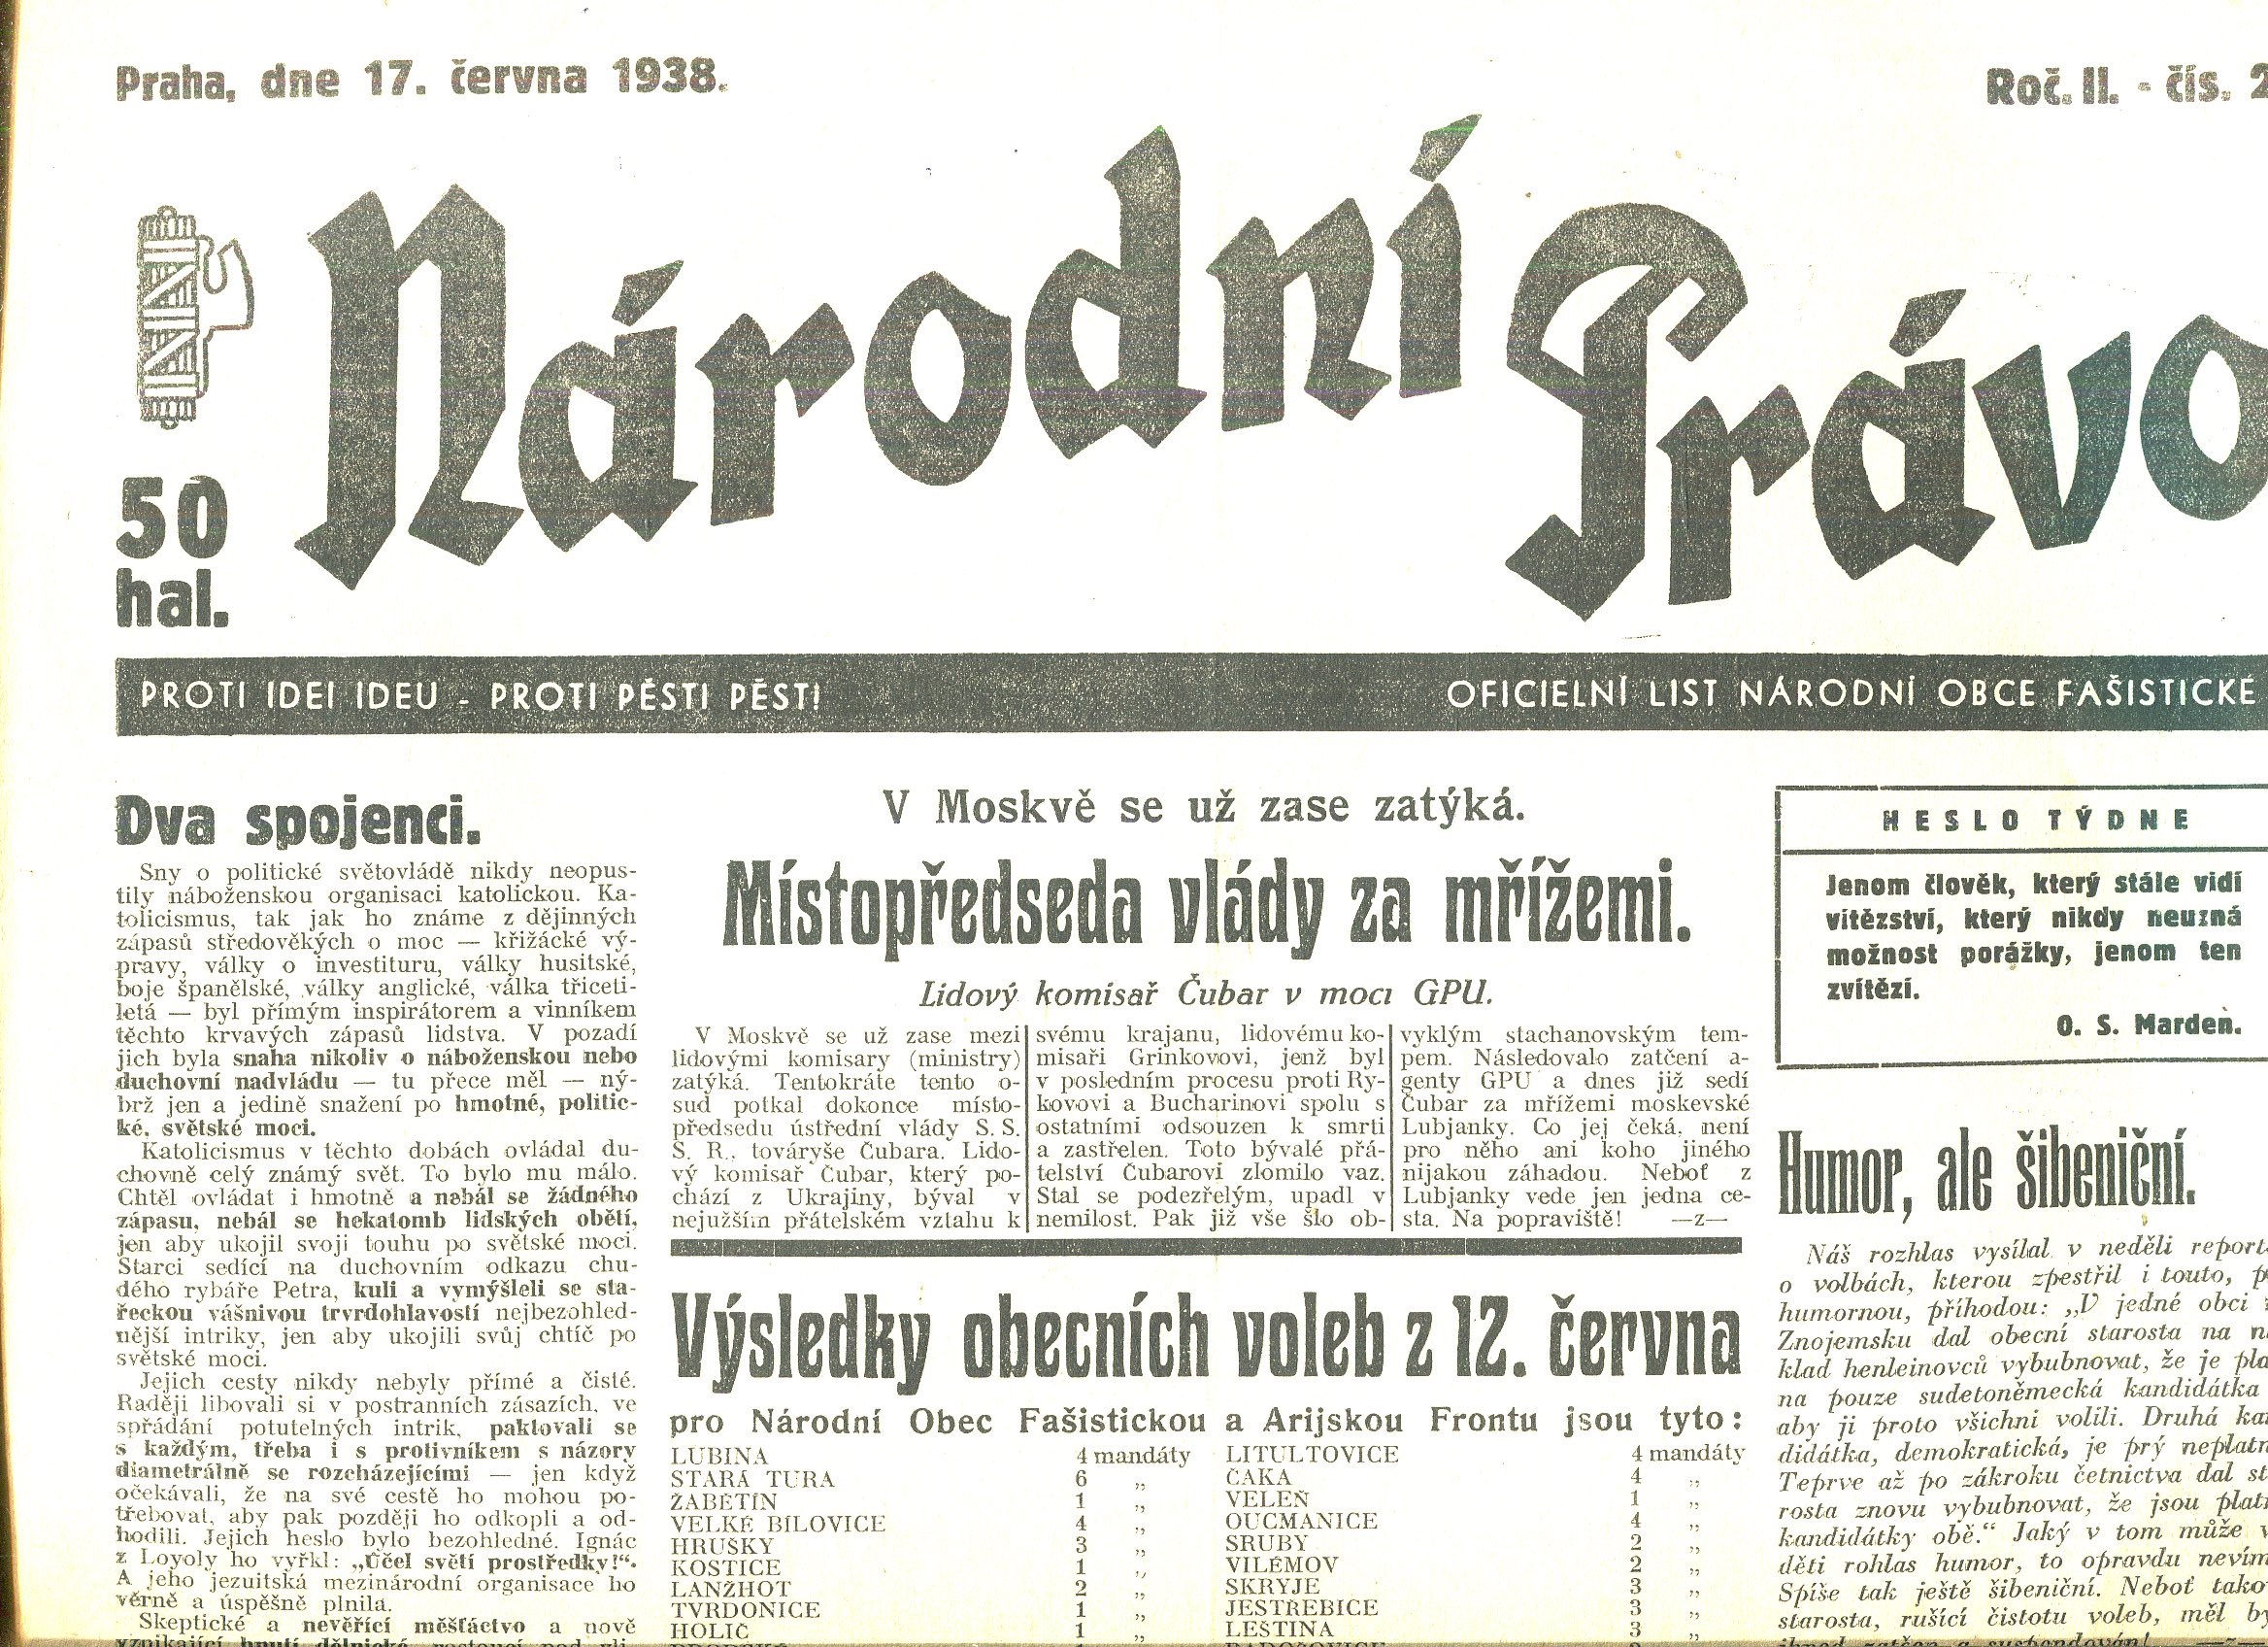 Praha, dne 17. června 1938.
Roč. II. - čís. 2
Národní Právo
50
hal.
PROTI IDEI IDEU - PROTI PĚSTI PĚST!
OFICIELNÍ LIST NÁRODNÍ OBCE FAŠISTICKÉ
Dva spojenci.
Sny o politické světovládě nikdy neopus-
tily náboženskou organisaci katolickou. Ka-
tolicismus, tak jak ho známe z dějinných
zápasů středověkých o moc — křižácké vý-
pravy, války o investituru, války husitské,
boje španělské, války anglické, válka třiceti-
letá — byl přímým inspirátorem a vinníkem
těchto krvavých zápasů lidstva. V pozadí
jich byla snaha nikoliv o náboženskou nebo
duchovní nadvládu — tu přece měl — ný-
brž jen a jedině snažení po hmotné, politic-
ké, světské moci.
Katolicismus v těchto dobách ovládal du-
chovně celý známý svět. To bylo mu málo.
Chtěl ovládat i hmotně a nebál se žádného
zápasu, nebál se hekatomb lidských obětí,
jen aby ukojil svoji touhu po světské moci.
Starci sedící na duchovním odkazu chu-
dého rybáře Petra, kuli a vymýšleli se sta-
řeckou vášnivou tvrdohlavostí nejbezohled-
nější intriky, jen aby ukojili svůj chtíč po
světské moci.
Jejich cesty nikdy nebyly přímé a čisté.
Raději libovali si v postranních zásazích, ve
spřádání potutelných intrik, paktovali se
s každým, třeba i s protivníkem s názory
diametrálně se rozcházejícími — jen když
očekávali, že na své cestě ho mohou po-
třebovat, aby pak později ho odkopli a od-
hodili. Jejich heslo bylo bezohledné. Ignác
z Loyoly ho vyřkl: „Účel světí prostředky!“.
A jeho jezuitská mezinárodní organisace ho
věrně a úspěšně plnila.
Skeptické a nevěřící měšťáctvo a nově
vznikající hnutí dělnické
V Moskvě se už zase zatýká.
Místopředseda vlády za mřížemi.
Lidový komisař Čubar v moci GPU.
V Moskvě se už zase mezi
lidovými komisary (ministry)
zatýká. Tentokráte tento o-
sud potkal dokonce místo-
předsedu ústřední vlády S. S.
S. R., továryše Čubara. Lido-
vý komisař Čubar, který po-
chází z Ukrajiny, býval v
nejužším přátelském vztahu k
svému krajanu, lidovému ko-
misaři Grinkovovi, jenž byl
v posledním procesu proti Ry-
kovovi a Bucharinovi spolu s
ostatními odsouzen k smrti
a zastřelen. Toto bývalé přá-
telství Čubarovi zlomilo vaz.
Stal se podezřelým, upadl v
nemilost. Pak již vše šlo ob-
vyklým stachanovským tem-
pem. Následovalo zatčení a-
genty GPU a dnes již sedí
Čubar za mřížemi moskevské
Lubjanky. Co jej čeká, není
pro něho ani koho jiného
nijakou záhadou. Neboť z
Lubjanky vede jen jedna ce-
sta. Na popraviště! —z—
Výsledky obecních voleb z 12. června
pro Národní Obec Fašistickou a Arijskou Frontu jsou tyto:
LUBINA 4 mandáty
STARÁ TURA 6 „
ŽABĚTÍN 1 „
VELKÉ BÍLOVICE 4 „
HRUŠKY 3 „
KOSTICE 1 „
LANŽHOT 2 „
TVRDONICE 1 „
HOLIČ 1 „
LITULTOVICE 4 mandáty
ČAKA 4 „
VELEŇ 1 „
OUCMANICE 4 „
SRUBY 2 „
VILÉMOV 2 „
SKRYJE 3 „
JESTŘEBICE 3 „
LEŠTINA 3 „
HESLO TÝDNE
Jenom člověk, který stále vidí
vítězství, který nikdy neuzná
možnost porážky, jenom ten
zvítězí.
O. S. Marden.
Humor, ale šibeniční.
Náš rozhlas vysílal v neděli report
o volbách, kterou zpestřil i touto, p
humornou, příhodou: „V jedné obci
Znojemsku dal obecní starosta na n
klad henleinovců vybubnovat, že je pla
na pouze sudetoněmecká kandidátka
aby ji proto všichni volili. Druhá ka
didátka, demokratická, je prý neplatn
Teprve až po zákroku četnictva dal st
rosta znovu vybubnovat, že jsou platn
kandidátky obě.“ Jaký v tom může v
děti rohlas humor, to opravdu nevím
Spíše tak ještě šibeniční. Neboť tako
starosta, rušící čistotu voleb, měl by
ihned zatčen a suspendován! —z—